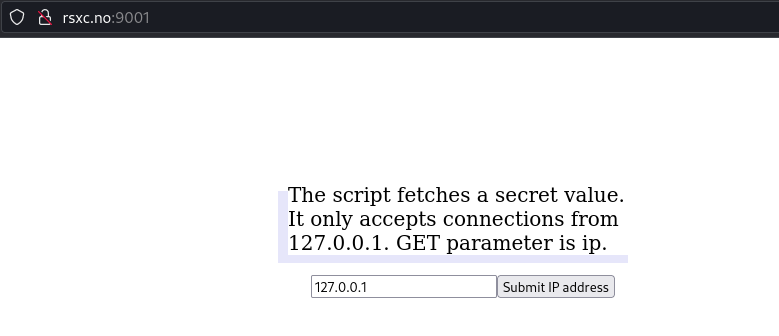 rsxc.no:9001
The script fetches a secret value.
It only accepts connections from
127.0.0.1. GET parameter is ip.
127.0.0.1 Submit IP address